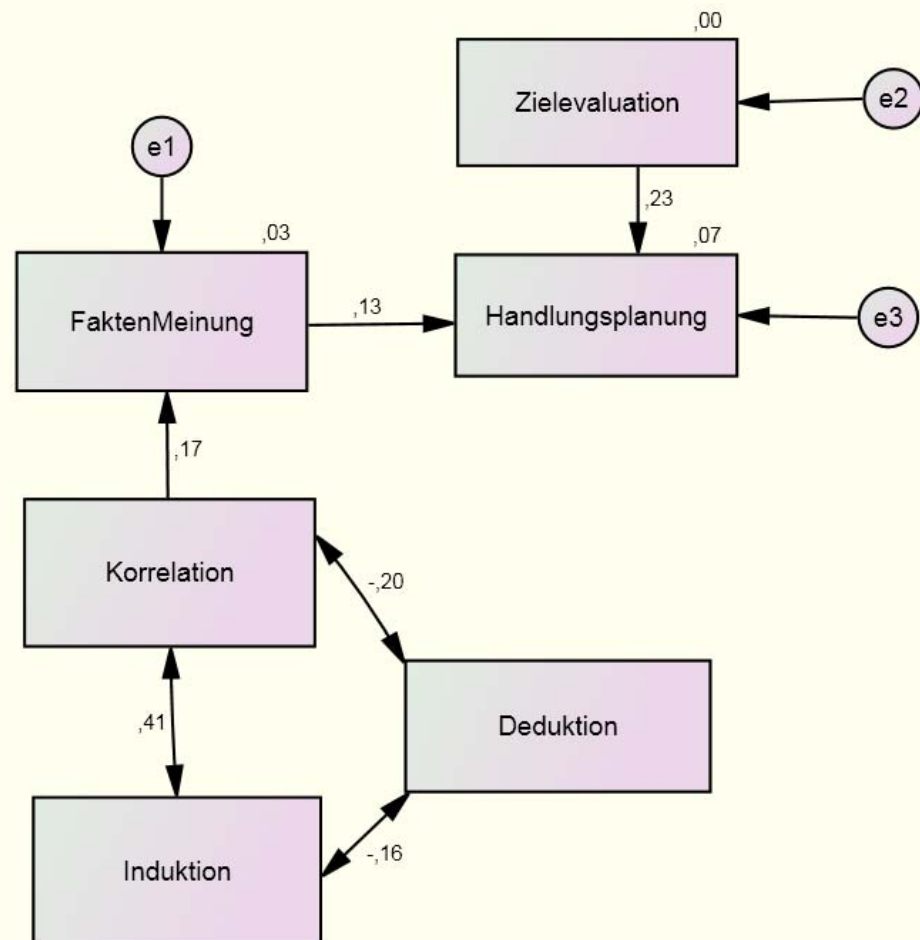 ,00
Zielevaluation
e2
e1
,23
,03
,07
FaktenMeinung
,13
Handlungsplanung
e3
,17
Korrelation
-,20
,41
Deduktion
-,16
Induktion